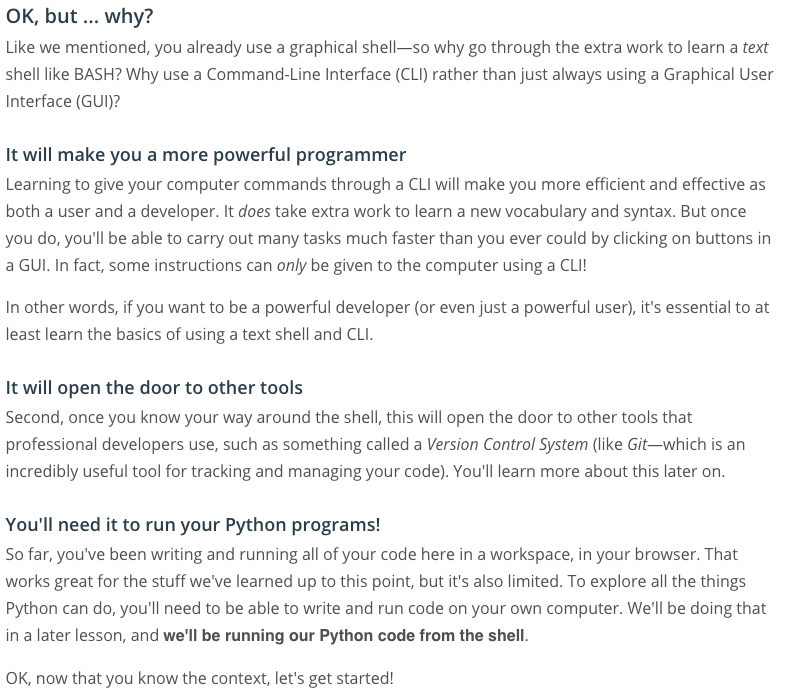 OK, but ... why?
Like we mentioned, you already use a graphical shell—so why go through the extra work to learn a text
shell like BASH? Why use a Command-Line Interface (CLI) rather than just always using a Graphical User
Interface (GUI)?
It will make you a more powerful programmer
Learning to give your computer commands through a CLI will make you more efficient and effective as
both a user and a developer. It does take extra work to learn a new vocabulary and syntax. But once
you do, you'll be able to carry out many tasks much faster than you ever could by clicking on buttons in
a GUI. In fact, some instructions can only be given to the computer using a CLI!
In other words, if you want to be a powerful developer (or even just a powerful user), it's essential to at
least learn the basics of using a text shell and CLI.
It will open the door to other tools
Second, once you know your way around the shell, this will open the door to other tools that
professional developers use, such as something called a Version Control System (like Git—which is an
incredibly useful tool for tracking and managing your code). You'll learn more about this later on.
You'll need it to run your Python programs!
So far, you've been writing and running all of your code here in a workspace, in your browser. That
works great for the stuff we've learned up to this point, but it's also limited. To explore all the things
Python can do, you'll need to be able to write and run code on your own computer. We'll be doing that
in a later lesson, and we'll be running our Python code from the shell.
OK, now that you know the context, let's get started!